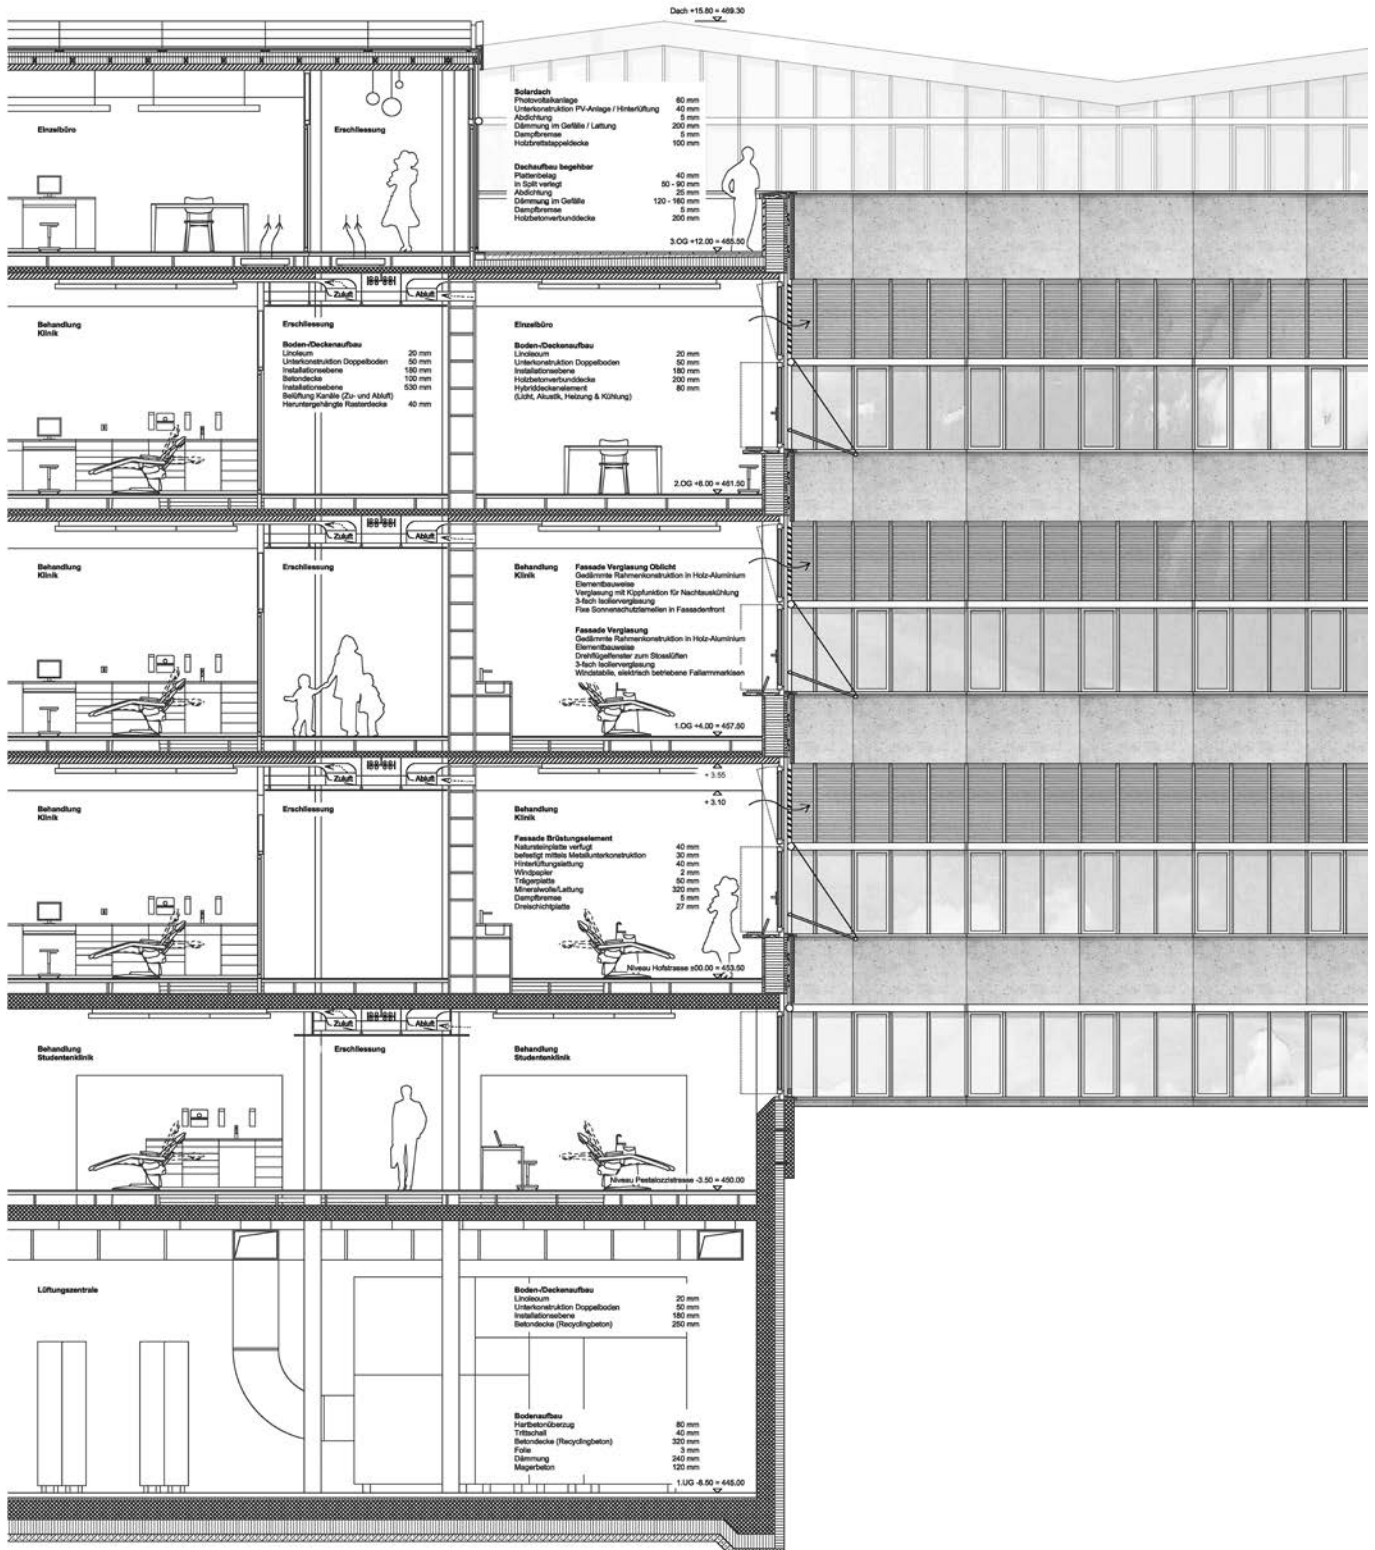 Dach +15.80 = 469.30
Solardach
Photovoltaikanlage 60 mm
Unterkonstruktion PV-Anlage / Hinterlüftung 40 mm
Abdichtung 5 mm
Dämmung im Gefälle / Lattung 200 mm
Dampfbremse 5 mm
Holzbrettstappeldecke 100 mm
Einzelbüro
Erschliessung
Dachaufbau begehbar
Plattenbelag 40 mm
in Split verlegt 50 - 90 mm
Abdichtung 25 mm
Dämmung im Gefälle 120 - 160 mm
Dampfbremse 5 mm
Holzbetonverbunddecke 200 mm
3.OG +12.00 = 465.50
Zuluft
Abluft
Behandlung
Klinik
Erschliessung
Boden-/Deckenaufbau
Linoleum 20 mm
Unterkonstruktion Doppelboden 50 mm
Installationsebene 180 mm
Betondecke 100 mm
Installationsebene 530 mm
Belüftung Kanäle (Zu- und Abluft)
Heruntergehängte Rasterdecke 40 mm
Einzelbüro
Boden-/Deckenaufbau
Linoleoum 20 mm
Unterkonstruktion Doppelboden 50 mm
Installationsebene 180 mm
Holzbetonverbunddecke 200 mm
Hybriddeckenelement 80 mm
(Licht, Akustik, Heizung & Kühlung)
2.OG +8.00 = 461.50
Zuluft
Abluft
Behandlung
Klinik
Erschliessung
Behandlung
Klinik
Fassade Verglasung Oblicht
Gedämmte Rahmenkonstruktion in Holz-Aluminium
Elementbauweise
Verglasung mit Kippfunktion für Nachtauskühlung
3-fach Isolierverglasung
Fixe Sonnenschutzlamellen in Fassadenfront
Fassade Verglasung
Gedämmte Rahmenkonstruktion in Holz-Aluminium
Elementbauweise
Drehflügelfenster zum Stosslüften
3-fach Isolierverglasung
Windstabile, elektrisch betriebene Fallarmmarkisen
1.OG +4.00 = 457.50
Zuluft
Abluft
+ 3.55
+ 3.10
Behandlung
Klinik
Erschliessung
Behandlung
Klinik
Fassade Brüstungselement
Natursteinplatte verfugt 40 mm
befestigt mittels Metallunterkonstruktion 30 mm
Hinterlüftungslattung 40 mm
Windpapier 2 mm
Trägerplatte 50 mm
Mineralwolle/Lattung 320 mm
Dampfbremse 5 mm
Dreischichtplatte 27 mm
Niveau Hofstrasse ±00.00 = 453.50
Zuluft
Abluft
Behandlung
Studentenklinik
Erschliessung
Behandlung
Studentenklinik
Niveau Pestalozzistrasse -3.50 = 450.00
Lüftungszentrale
Boden-/Deckenaufbau
Linoleoum 20 mm
Unterkonstruktion Doppelboden 50 mm
Installationsebene 180 mm
Betondecke (Recyclingbeton) 250 mm
Bodenaufbau
Hartbetonüberzug 80 mm
Trittschall 40 mm
Betondecke (Recyclingbeton) 320 mm
Folie 3 mm
Dämmung 240 mm
Magerbeton 120 mm
1.UG -8.50 = 445.00